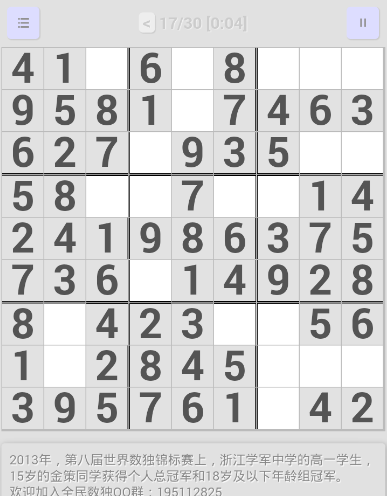 < 17/30 [0:04]
4 1 6 8
9 5 8 1 7 4 6 3
6 2 7 9 3 5
5 8 7 1 4
2 4 1 9 8 6 3 7 5
7 3 6 1 4 9 2 8
8 4 2 3 5 6
1 2 8 4 5
3 9 5 7 6 1 4 2
2013年，第八届世界数独锦标赛上，浙江学军中学的高一学生，
15岁的金策同学获得个人总冠军和18岁及以下年龄组冠军。
欢迎加入全民数独QQ群：195112825